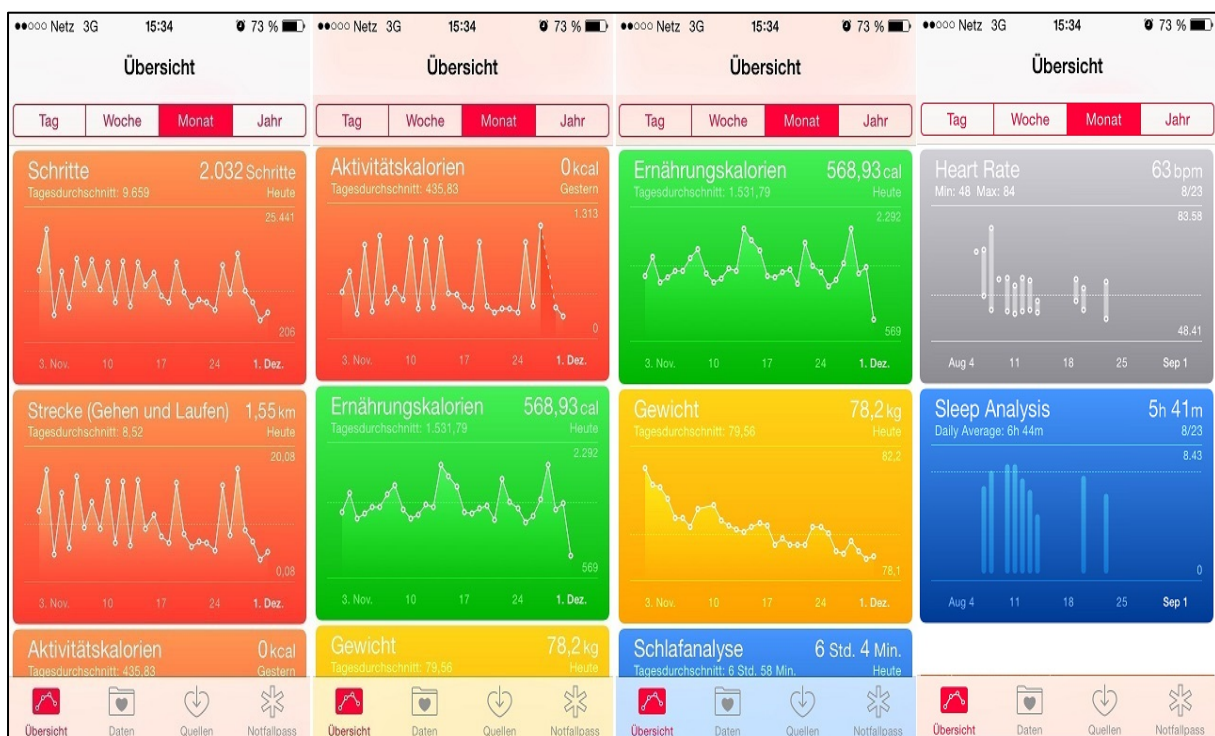 Netz 3G 15:34 73 %
Übersicht
Tag Woche Monat Jahr
Schritte 2.032 Schritte
Tagesdurchschnitt: 9.659 Heute
25.441
206
3. Nov. 10 17 24 1. Dez.
Strecke (Gehen und Laufen) 1,55 km
Tagesdurchschnitt: 8,52 Heute
20,08
0,08
3. Nov. 10 17 24 1. Dez.
Aktivitätskalorien 0 kcal
Tagesdurchschnitt: 435,83 Gestern
Übersicht Daten Quellen Notfallpass
Netz 3G 15:34 73 %
Übersicht
Tag Woche Monat Jahr
Aktivitätskalorien 0 kcal
Tagesdurchschnitt: 435,83 Gestern
1.313
0
3. Nov. 10 17 24 1. Dez.
Ernährungskalorien 568,93 cal
Tagesdurchschnitt: 1.531,79 Heute
2.292
569
3. Nov. 10 17 24 1. Dez.
Gewicht 78,2 kg
Tagesdurchschnitt: 79,56 Heute
Übersicht Daten Quellen Notfallpass
Netz 3G 15:34 73 %
Übersicht
Tag Woche Monat Jahr
Ernährungskalorien 568,93 cal
Tagesdurchschnitt: 1.531,79 Heute
2.292
569
3. Nov. 10 17 24 1. Dez.
Gewicht 78,2 kg
Tagesdurchschnitt: 79,56 Heute
82,2
78,1
3. Nov. 10 17 24 1. Dez.
Schlafanalyse 6 Std. 4 Min.
Tagesdurchschnitt: 6 Std. 58 Min. Heute
Übersicht Daten Quellen Notfallpass
Netz 3G 15:34 73 %
Übersicht
Tag Woche Monat Jahr
Heart Rate 63 bpm
Min: 48 Max: 84 8/23
83.58
48.41
Aug 4 11 18 25 Sep 1
Sleep Analysis 5h 41m
Daily Average: 6h 44m 8/23
8.43
0
Aug 4 11 18 25 Sep 1
Übersicht Daten Quellen Notfallpass